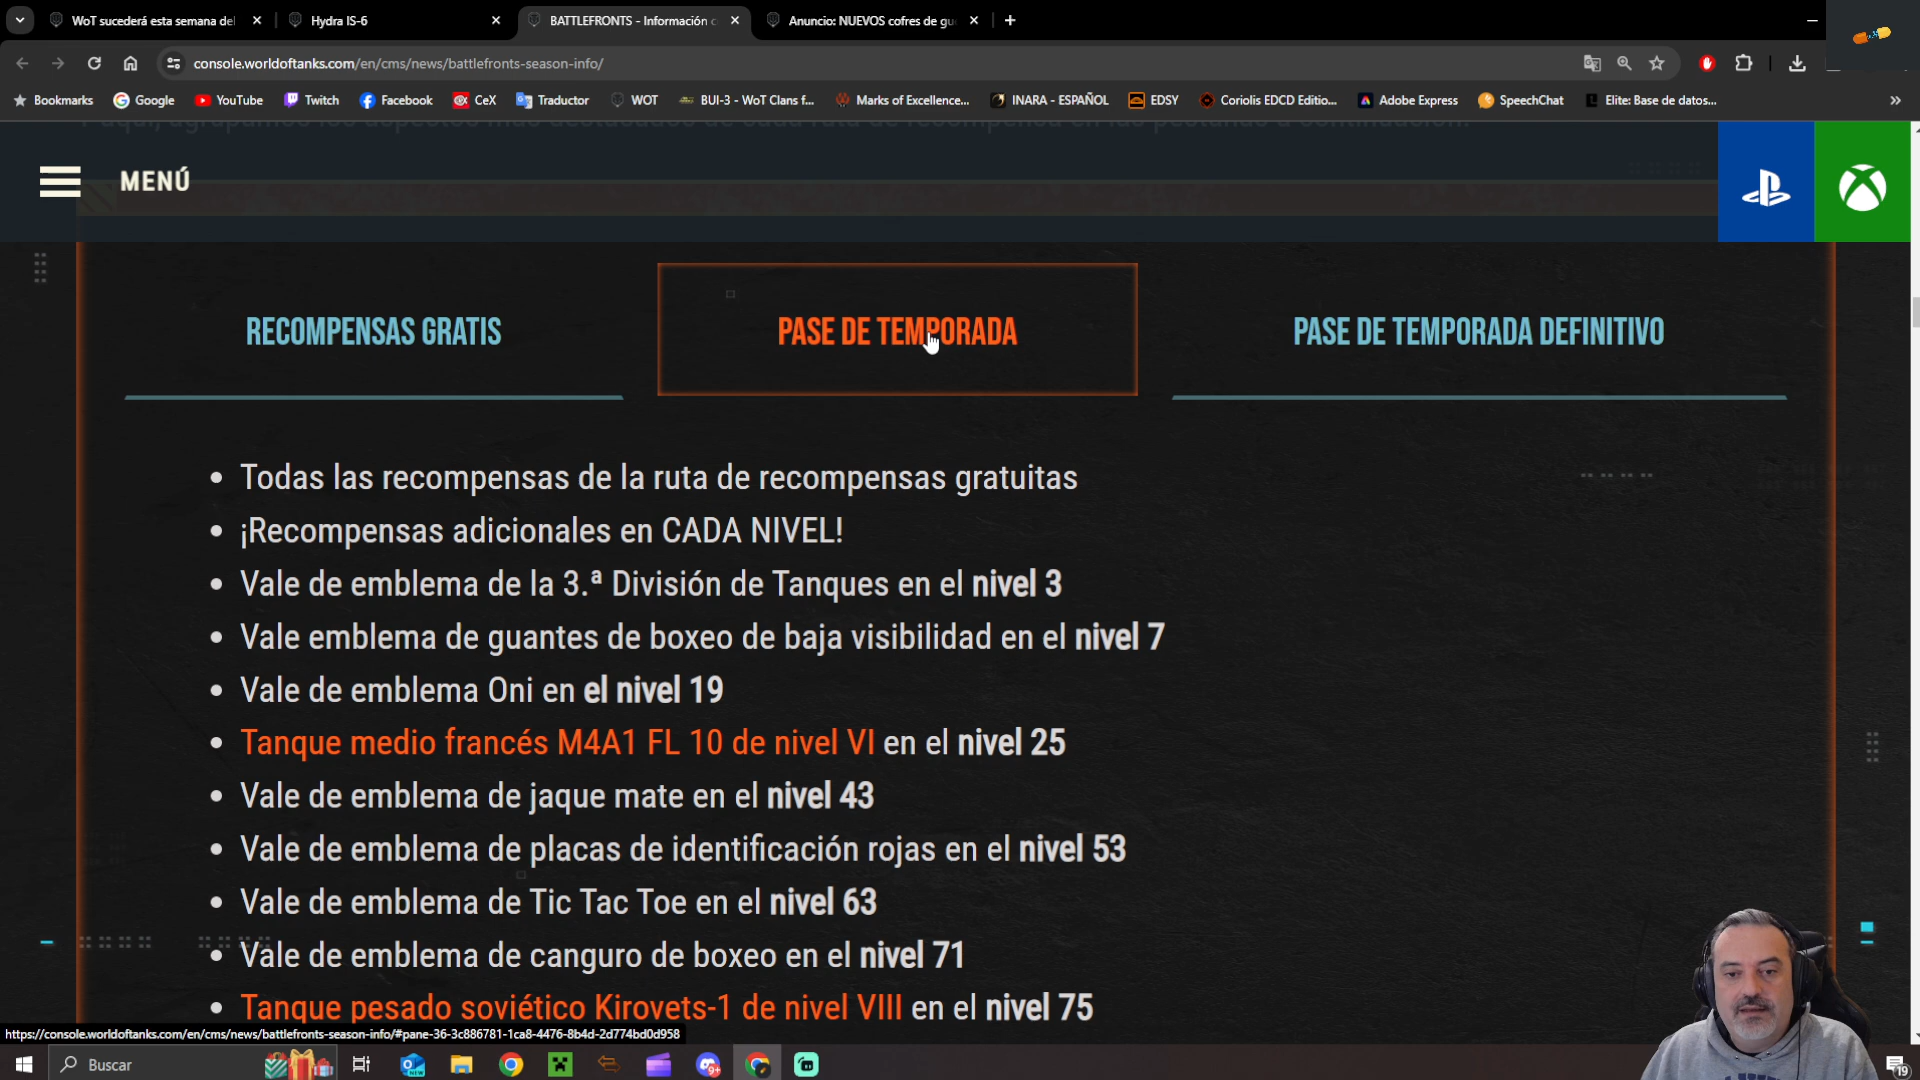 WoT sucederá esta semana del
Hydra IS-6
BATTLEFRONTS - Información c
Anuncio: NUEVOS cofres de gu
console.worldoftanks.com/en/cms/news/battlefronts-season-info/
Bookmarks
Google
YouTube
Twitch
Facebook
CeX
Traductor
WOT
BUI-3 - WoT Clans f...
Marks of Excellence...
INARA - ESPAÑOL
EDSY
Coriolis EDCD Editio...
Adobe Express
SpeechChat
Elite: Base de datos...
MENÚ
RECOMPENSAS GRATIS
PASE DE TEMPORADA
PASE DE TEMPORADA DEFINITIVO
Todas las recompensas de la ruta de recompensas gratuitas
¡Recompensas adicionales en CADA NIVEL!
Vale de emblema de la 3.ª División de Tanques en el nivel 3
Vale emblema de guantes de boxeo de baja visibilidad en el nivel 7
Vale de emblema Oni en el nivel 19
Tanque medio francés M4A1 FL 10 de nivel VI en el nivel 25
Vale de emblema de jaque mate en el nivel 43
Vale de emblema de placas de identificación rojas en el nivel 53
Vale de emblema de Tic Tac Toe en el nivel 63
Vale de emblema de canguro de boxeo en el nivel 71
Tanque pesado soviético Kirovets-1 de nivel VIII en el nivel 75
https://console.worldoftanks.com/en/cms/news/battlefronts-season-info/#pane-36-3c886781-1ca8-4476-8b4d-2d774bd0d958
Buscar
NEW
9+
19